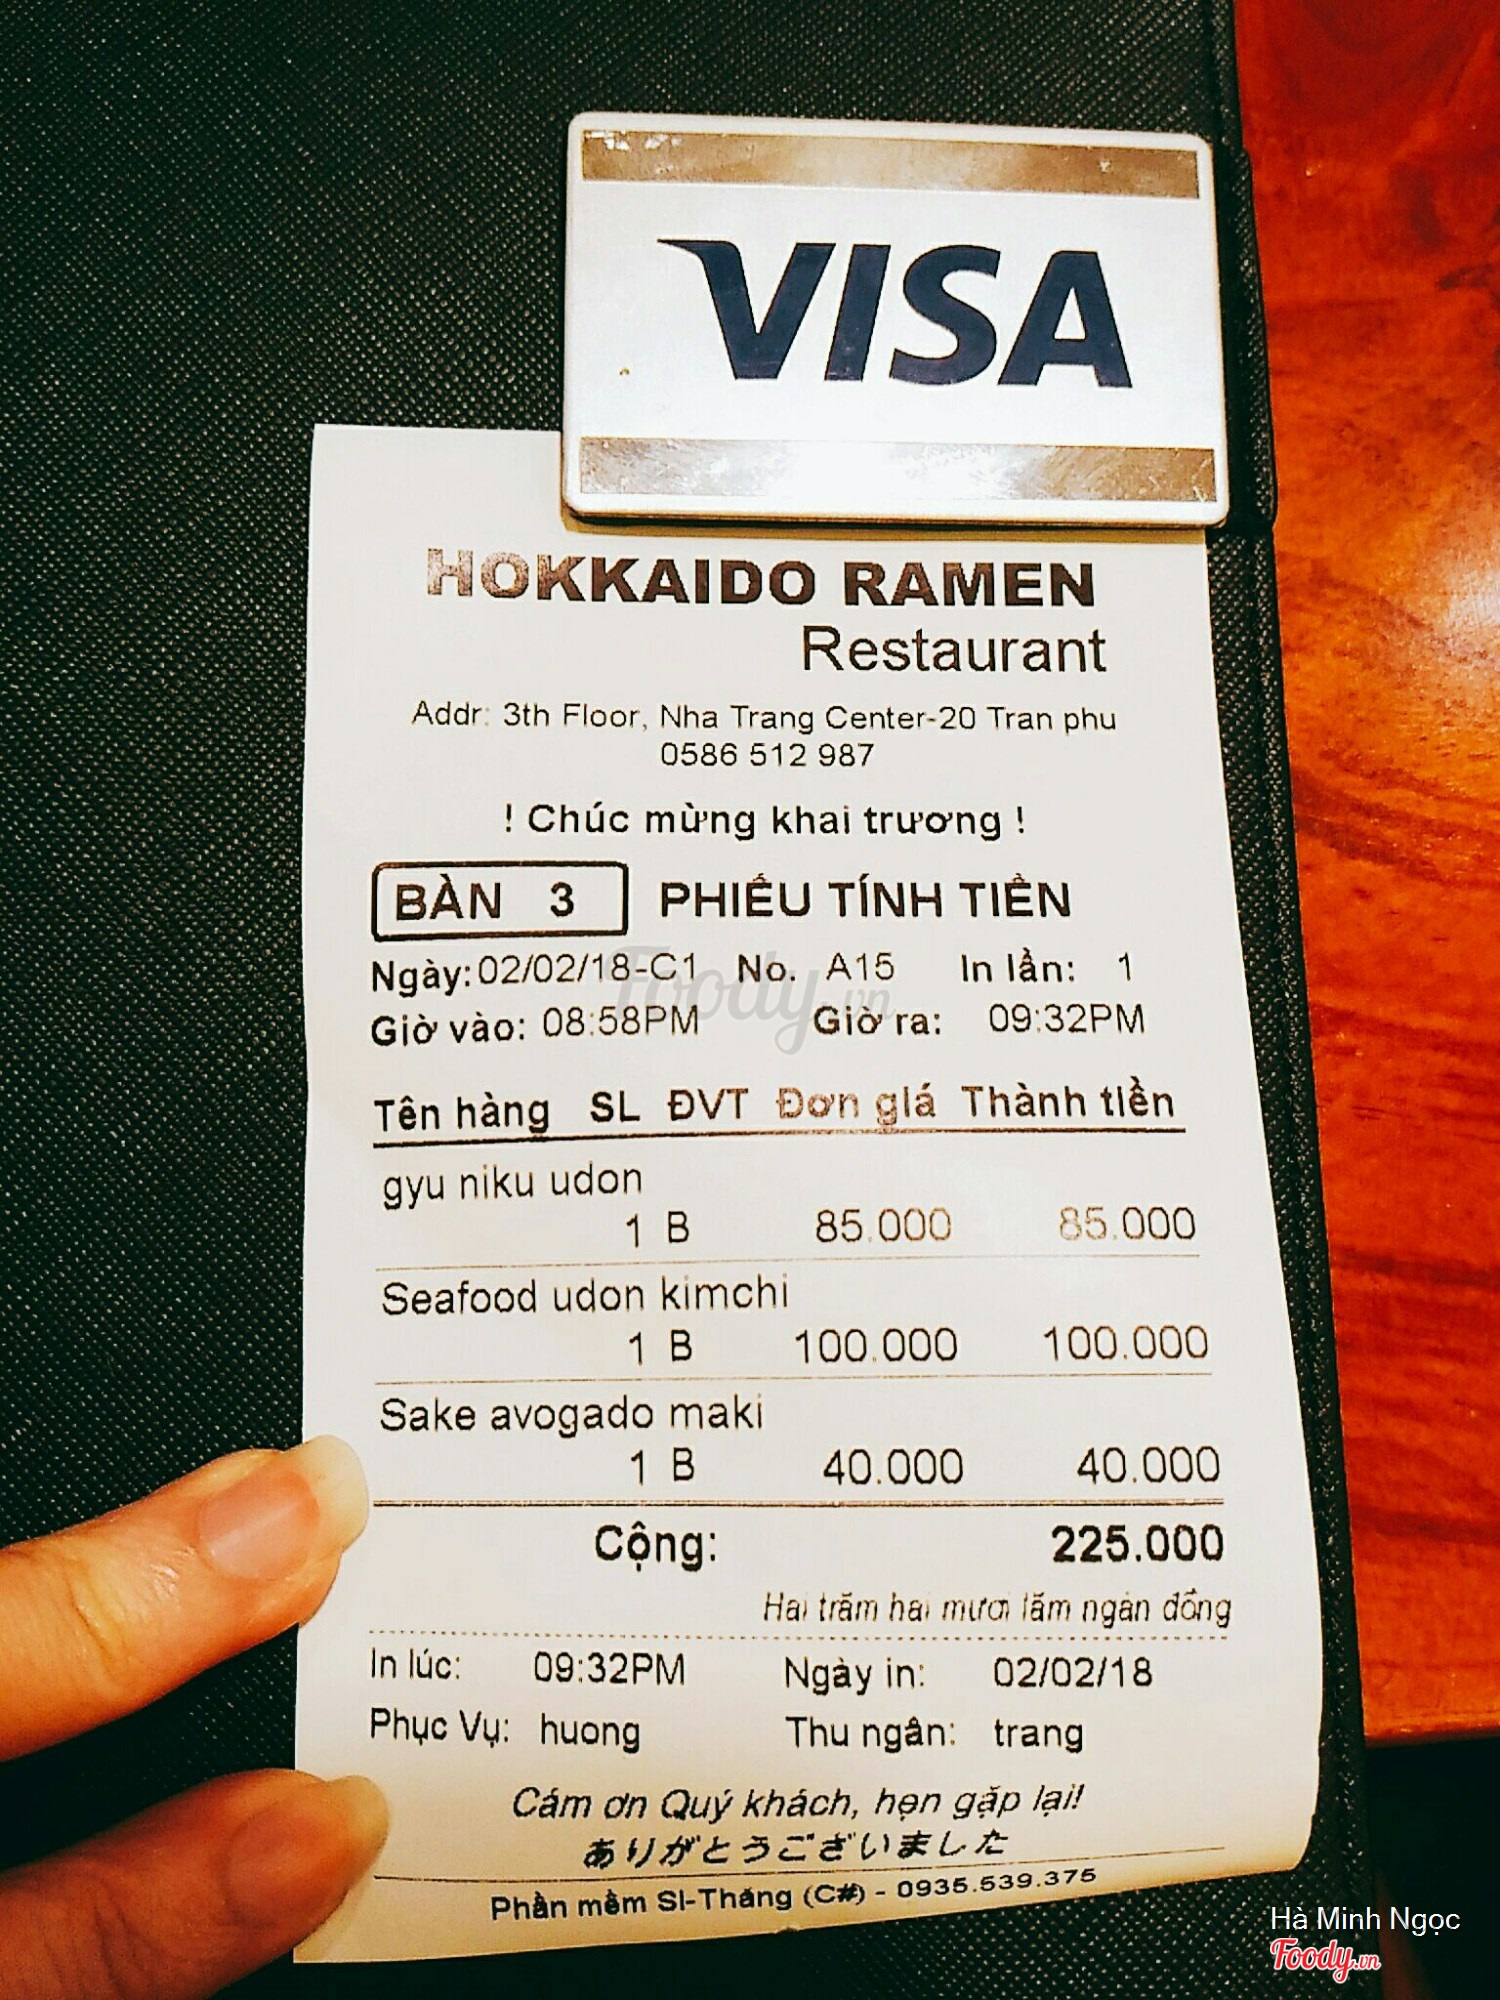 VISA
HOKKAIDO RAMEN
Restaurant
Addr: 3th Floor, Nha Trang Center-20 Tran phu
0586 512 987
! Chúc mừng khai trương !
BÀN 3 PHIẾU TÍNH TIỀN
Ngày: 02/02/18-C1 No. A15 In lần: 1
Giờ vào: 08:58PM Giờ ra: 09:32PM
Tên hàng SL ĐVT Đơn giá Thành tiền
gyu niku udon
1 B 85.000 85.000
Seafood udon kimchi
1 B 100.000 100.000
Sake avogado maki
1 B 40.000 40.000
Cộng: 225.000
Hai trăm hai mươi lăm ngàn đồng
In lúc: 09:32PM Ngày in: 02/02/18
Phục Vụ: huong Thu ngân: trang
Cám ơn Quý khách, hẹn gặp lại!
ありがとうございました
Phần mềm SI-Thăng (C#) - 0935.539.375
Foody.vn
Hà Minh Ngọc
Foody.vn